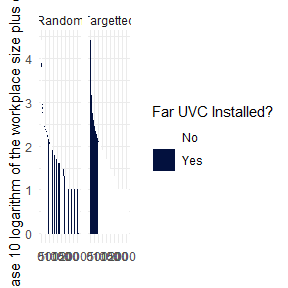 Random
Targetted
ase 10 logarithm of the workplace size plus
4
3
2
1
0
Far UVC Installed?
No
Yes